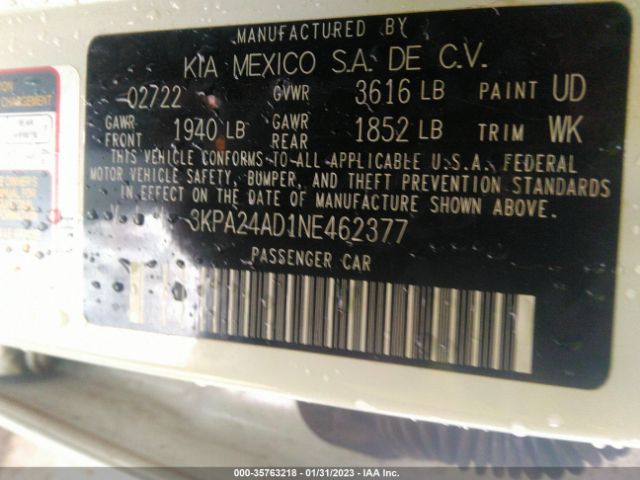 MANUFACTURED BY
KIA MEXICO S.A. DE C.V.
02722 GVWR 3616 LB PAINT UD
GAWR FRONT 1940 LB GAWR REAR 1852 LB TRIM WK
THIS VEHICLE CONFORMS TO ALL APPLICABLE U.S.A. FEDERAL
MOTOR VEHICLE SAFETY, BUMPER, AND THEFT PREVENTION STANDARDS
IN EFFECT ON THE DATE OF MANUFACTURE SHOWN ABOVE.
3KPA24AD1NE462377
PASSENGER CAR
000-35763218 - 01/31/2023 - IAA Inc.